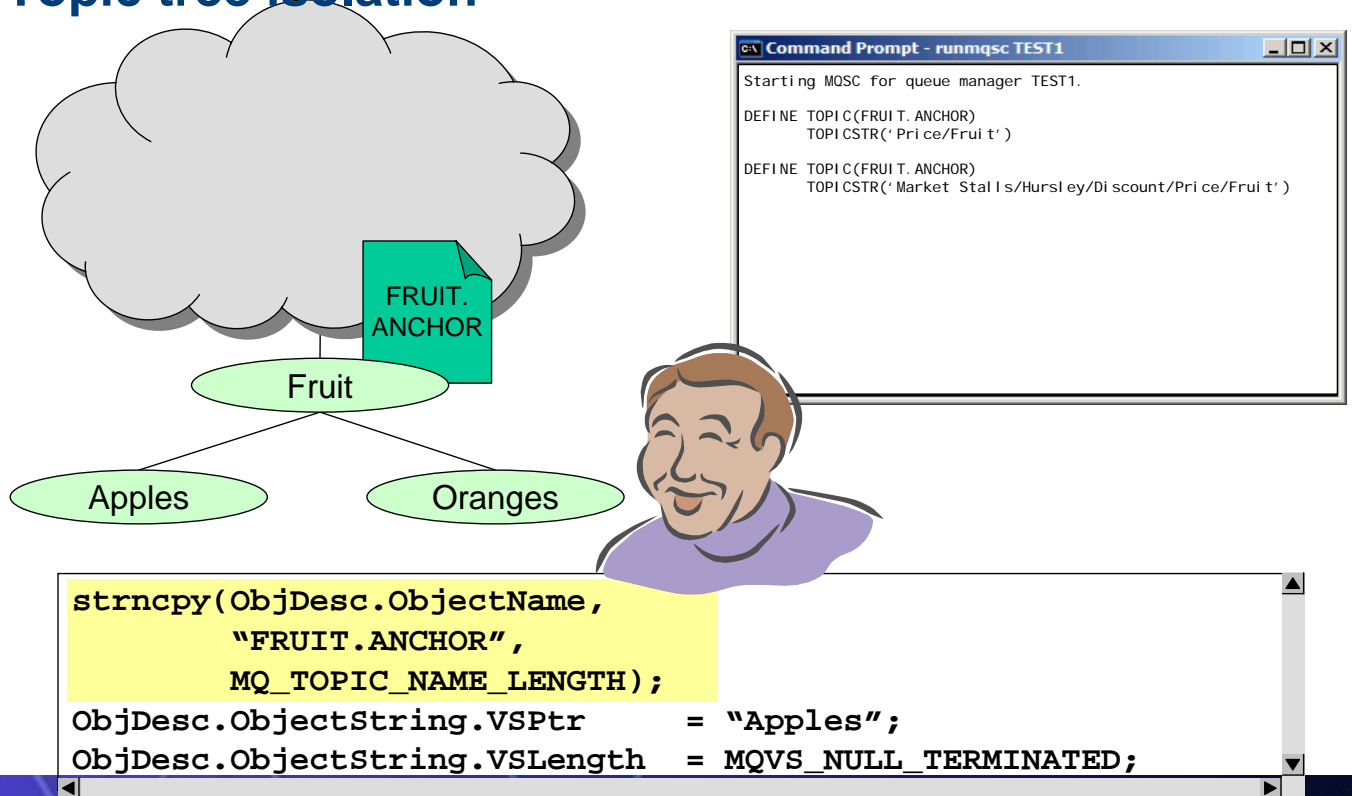 Topic tree isolation
Command Prompt - runmqsc TEST1
Starting MQSC for queue manager TEST1.
DEFINE TOPIC(FRUIT.ANCHOR)
TOPICSTR('Price/Fruit')
DEFINE TOPIC(FRUIT.ANCHOR)
TOPICSTR('Market Stalls/Hursley/Discount/Price/Fruit')
FRUIT.
ANCHOR
Fruit
Apples
Oranges
strncpy(ObjDesc.ObjectName,
“FRUIT.ANCHOR”,
MQ_TOPIC_NAME_LENGTH);
ObjDesc.ObjectString.VSPtr = “Apples”;
ObjDesc.ObjectString.VSLength = MQVS_NULL_TERMINATED;